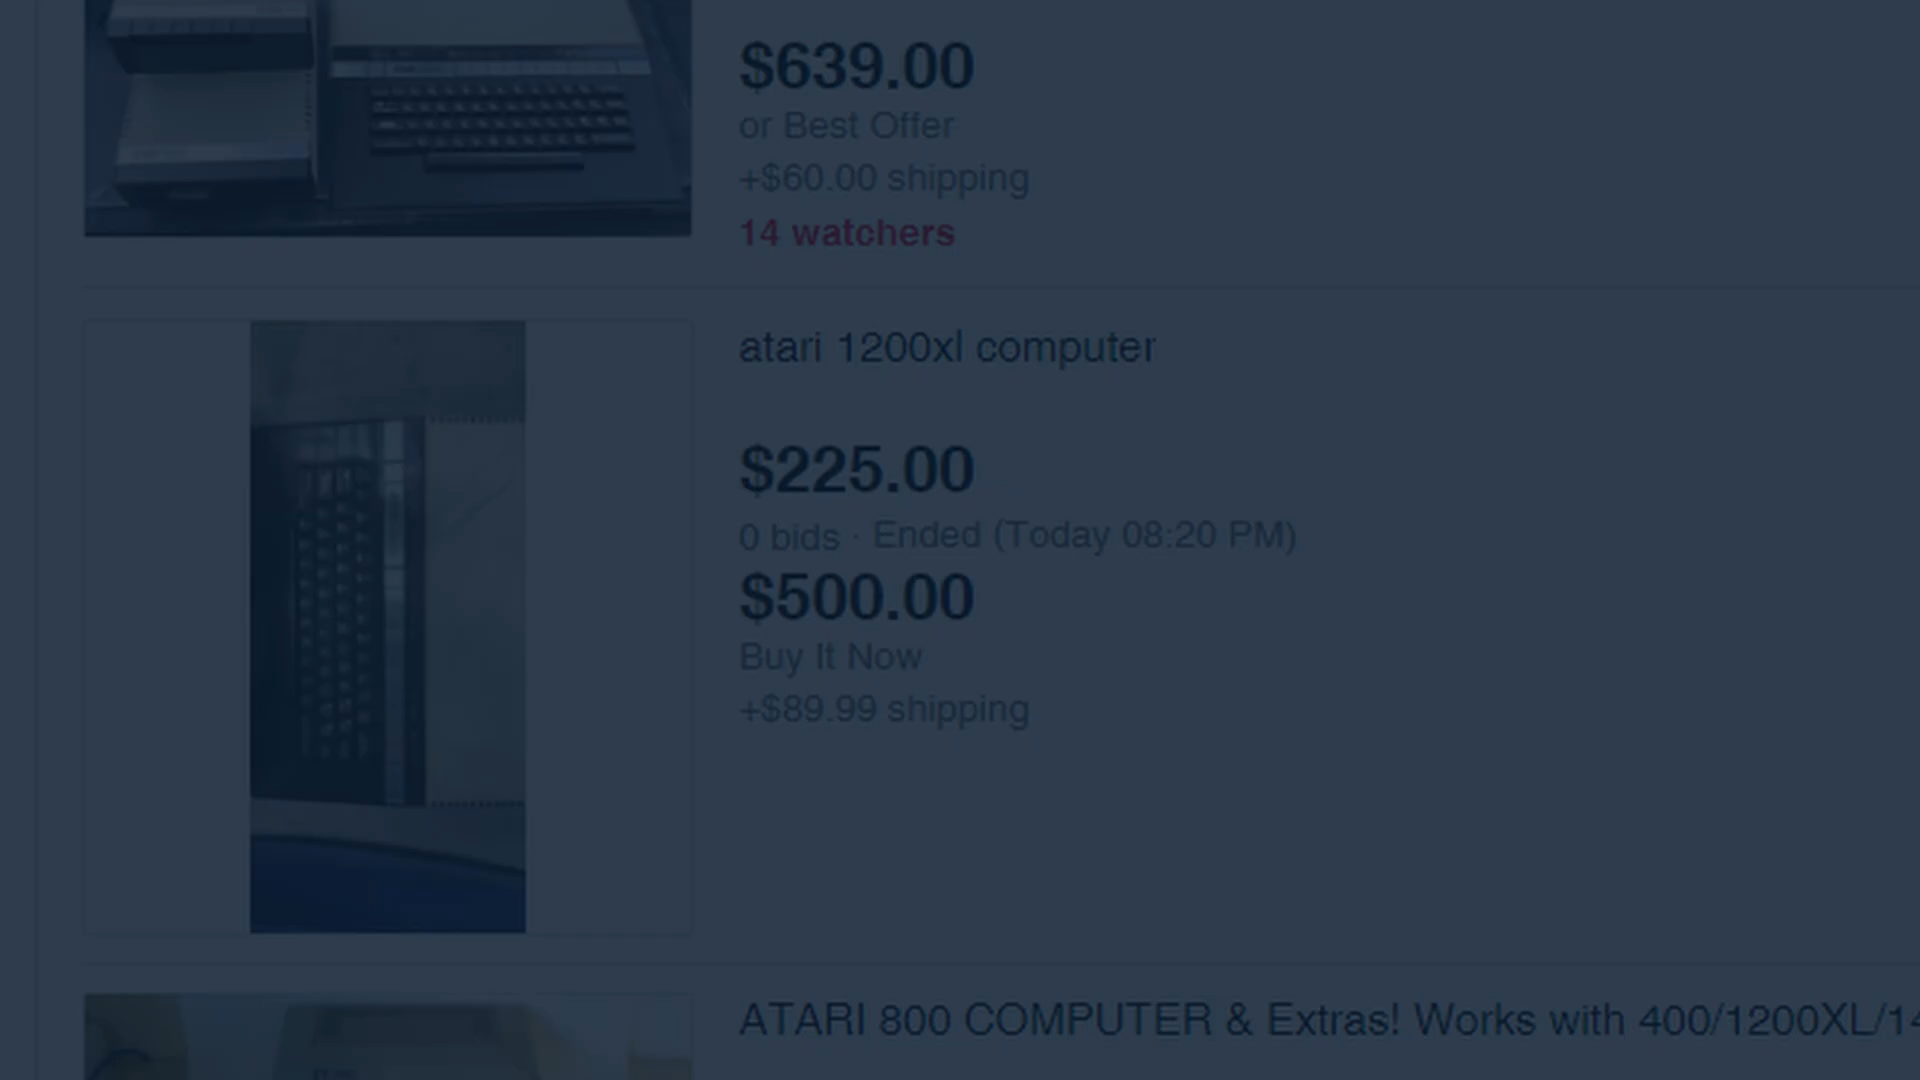 $639.00
or Best Offer
+$60.00 shipping
14 watchers
atari 1200xl computer
$225.00
0 bids · Ended (Today 08:20 PM)
$500.00
Buy It Now
+$89.99 shipping
ATARI 800 COMPUTER & Extras! Works with 400/1200XL/14